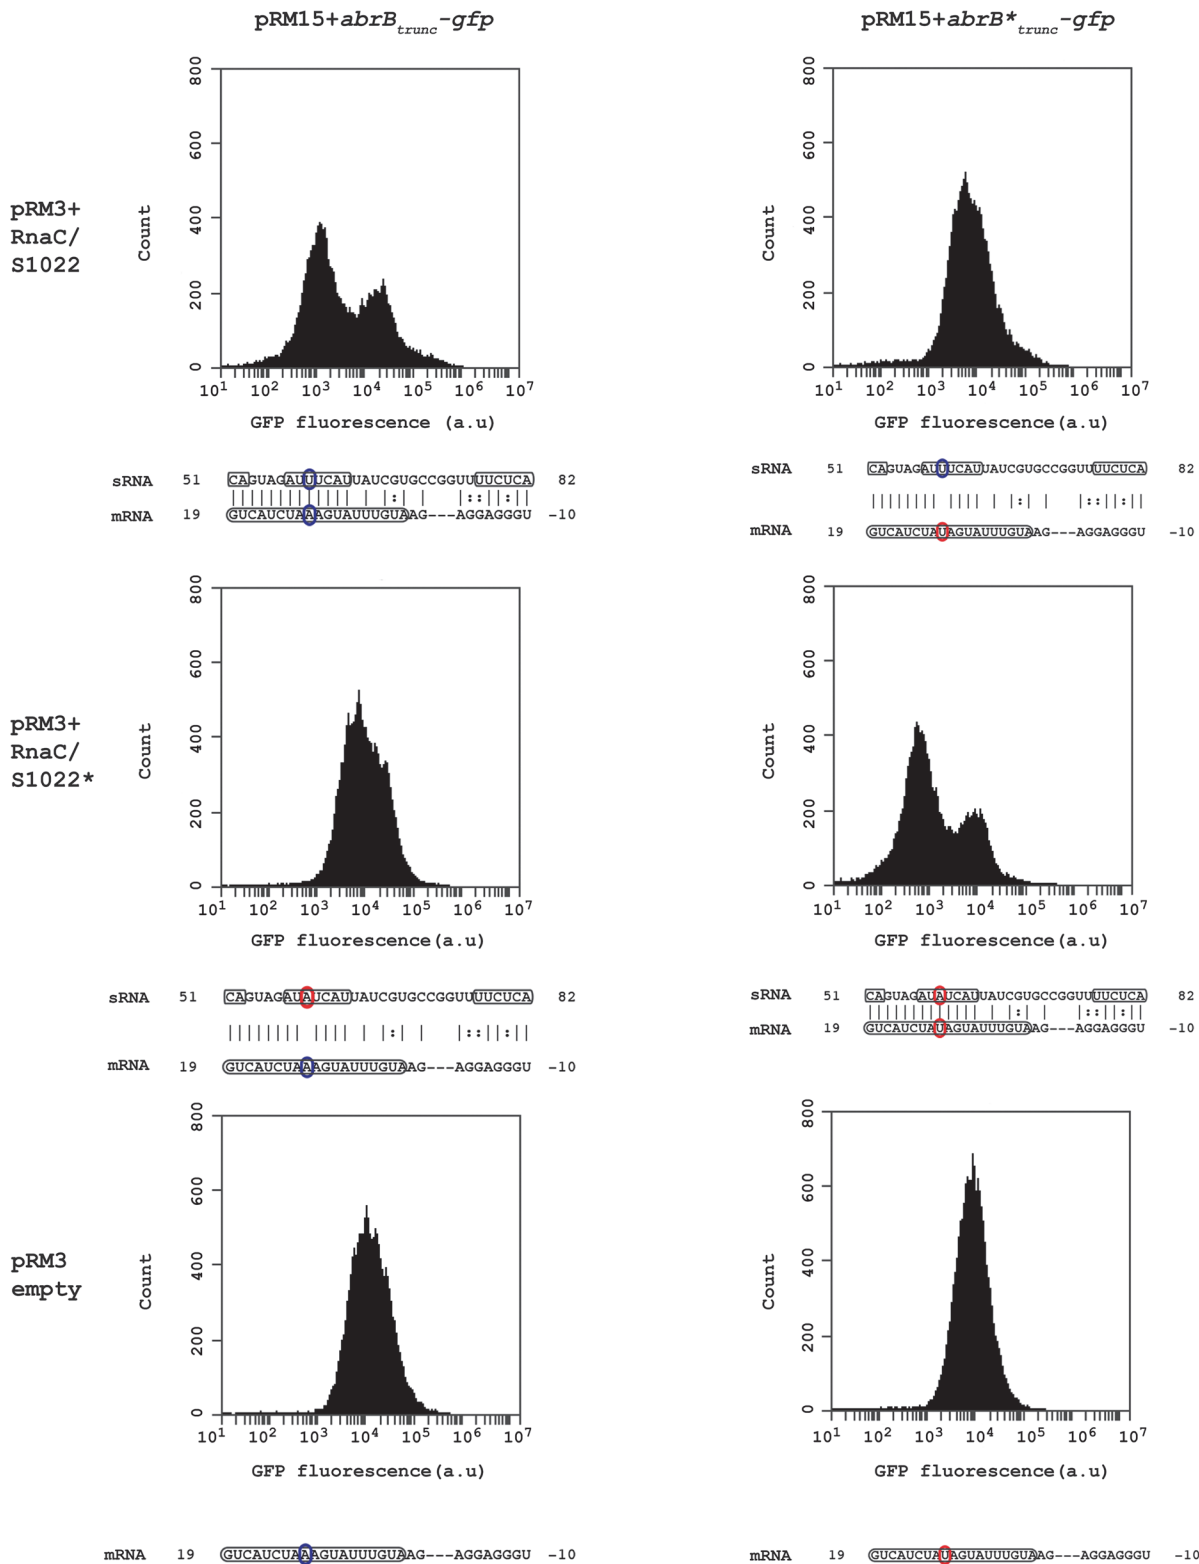 pRM15+abrBtrunc-gfp
pRM15+abrB*trunc-gfp
pRM3+
RnaC/
S1022
Count
800
600
400
200
0
10¹ 10² 10³ 10⁴ 10⁵ 10⁶ 10⁷
GFP fluorescence (a.u)
Count
800
600
400
200
0
10¹ 10² 10³ 10⁴ 10⁵ 10⁶ 10⁷
GFP fluorescence(a.u)
sRNA 51 CAGUAGAUUUCAUUAUCGUGCCGGUUUUCUCA 82
mRNA 19 GUCAUCUAAAGUAUUUGUAAG---AGGAGGGU -10
sRNA 51 CAGUAGAUUUCAUUAUCGUGCCGGUUUUCUCA 82
mRNA 19 GUCAUCUAUAGUAUUUGUAAG---AGGAGGGU -10
pRM3+
RnaC/
S1022*
Count
800
600
400
200
0
10¹ 10² 10³ 10⁴ 10⁵ 10⁶ 10⁷
GFP fluorescence(a.u)
Count
800
600
400
200
0
10¹ 10² 10³ 10⁴ 10⁵ 10⁶ 10⁷
GFP fluorescence(a.u)
sRNA 51 CAGUAGAUAUCAUUAUCGUGCCGGUUUUCUCA 82
mRNA 19 GUCAUCUAAAGUAUUUGUAAG---AGGAGGGU -10
sRNA 51 CAGUAGAUAUCAUUAUCGUGCCGGUUUUCUCA 82
mRNA 19 GUCAUCUAUAGUAUUUGUAAG---AGGAGGGU -10
pRM3
empty
Count
800
600
400
200
0
10¹ 10² 10³ 10⁴ 10⁵ 10⁶ 10⁷
GFP fluorescence(a.u)
Count
800
600
400
200
0
10¹ 10² 10³ 10⁴ 10⁵ 10⁶ 10⁷
GFP fluorescence(a.u)
mRNA 19 GUCAUCUAAAGUAUUUGUAAG---AGGAGGGU -10
mRNA 19 GUCAUCUAUAGUAUUUGUAAG---AGGAGGGU -10